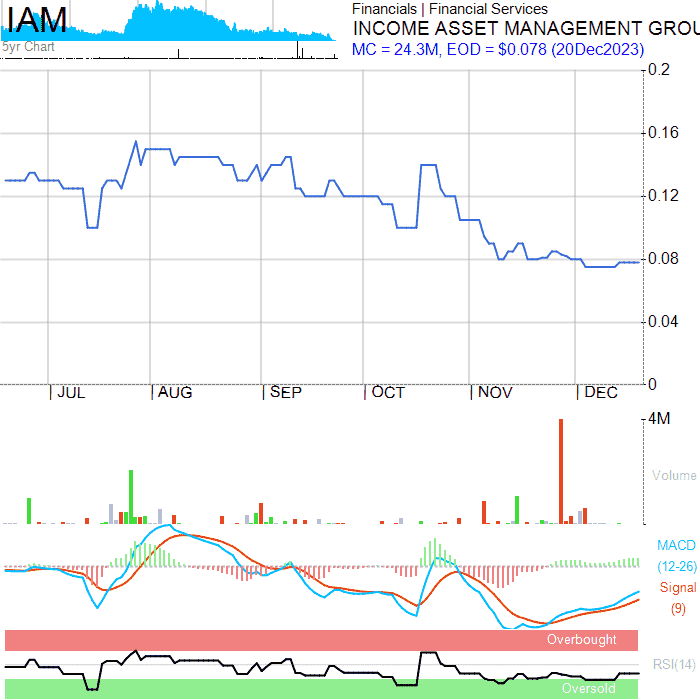 IAM
5yr Chart
Financials | Financial Services
INCOME ASSET MANAGEMENT GROU
MC = 24.3M, EOD = $0.078 (20Dec2023)
0.2
0.16
0.12
0.08
0.04
0
JUL AUG SEP OCT NOV DEC
4M
Volume
MACD
(12-26)
Signal
(9)
Overbought
RSI(14)
Oversold